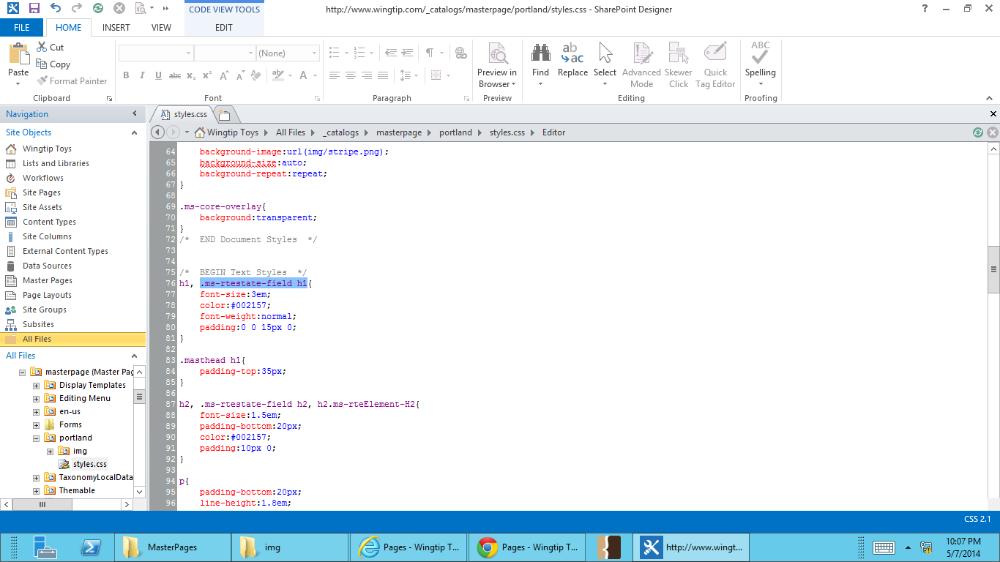 CODE VIEW TOOLS
http://www.wingtip.com/_catalogs/masterpage/portland/styles.css - SharePoint Designer
FILE HOME INSERT VIEW EDIT
Paste
Cut
Copy
Format Painter
Clipboard
(None)
B I U abc x₂ x² A A
A
Font
Paragraph
Preview in Browser
Preview
Find
Replace
Select
Advanced Mode
Skewer Click
Quick Tag Editor
Editing
ABC
Spelling
Proofing
Navigation
Site Objects
Wingtip Toys
Lists and Libraries
Workflows
Site Pages
Site Assets
Content Types
Site Columns
External Content Types
Data Sources
Master Pages
Page Layouts
Site Groups
Subsites
All Files
All Files
masterpage (Master Pag
Display Templates
Editing Menu
en-us
Forms
portland
img
styles.css
TaxonomyLocalData
Themable
styles.css
Wingtip Toys All Files _catalogs masterpage portland styles.css Editor
64 background-image:url(img/stripe.png);
65 background-size:auto;
66 background-repeat:repeat;
67 }
68
69 .ms-core-overlay{
70 background:transparent;
71 }
72 /*  END Document Styles  */
73
74
75 /*  BEGIN Text Styles  */
76 h1, .ms-rtestate-field h1{
77 font-size:3em;
78 color:#002157;
79 font-weight:normal;
80 padding:0 0 15px 0;
81 }
82
83 .masthead h1{
84 padding-top:35px;
85 }
86
87 h2, .ms-rtestate-field h2, h2.ms-rteElement-H2{
88 font-size:1.5em;
89 padding-bottom:20px;
90 color:#002157;
91 padding:10px 0;
92 }
93
94 p{
95 padding-bottom:20px;
96 line-height:1.8em;
CSS 2.1
MasterPages
img
Pages - Wingtip T...
Pages - Wingtip T...
http://www.wingt...
10:07 PM
5/7/2014